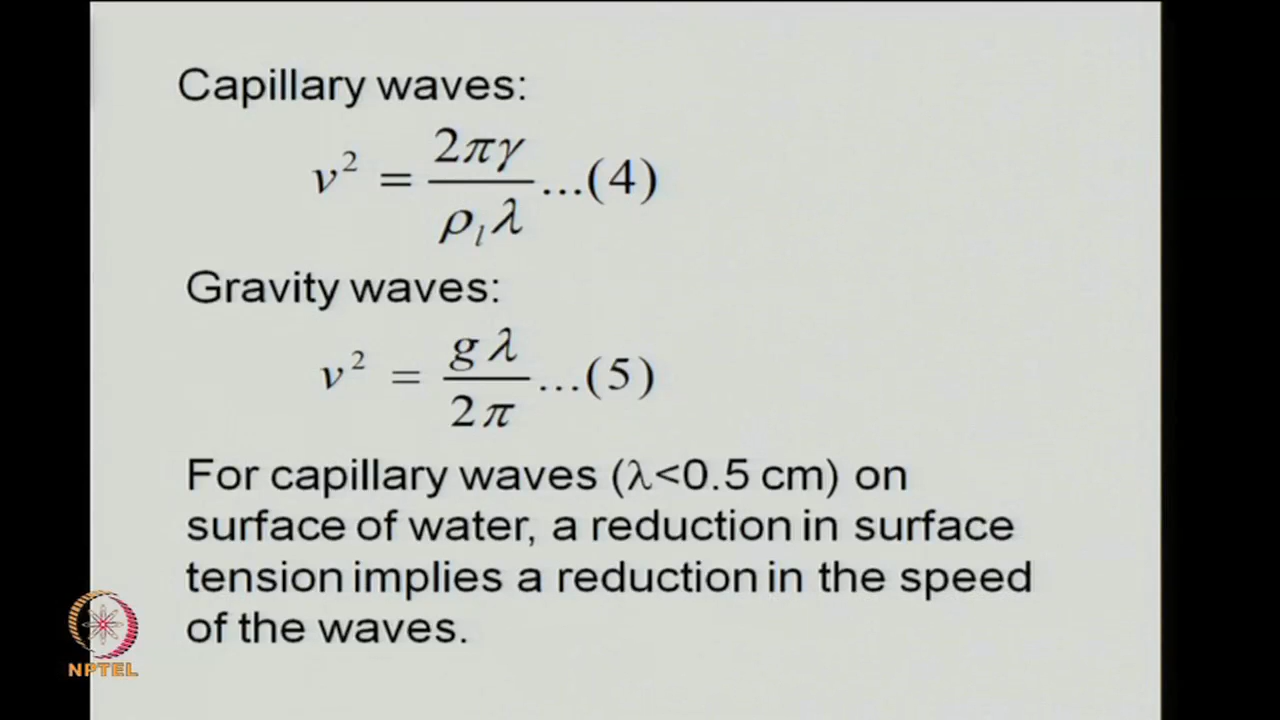 Capillary waves:
v² = 2πγ / ρₗλ ...(4)
Gravity waves:
v² = gλ / 2π ...(5)
For capillary waves (λ<0.5 cm) on
surface of water, a reduction in surface
tension implies a reduction in the speed
of the waves.
NPTEL